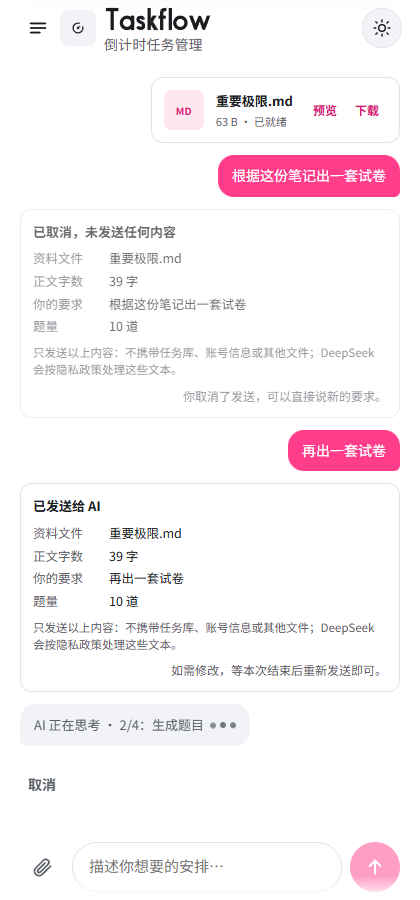 Taskflow
倒计时任务管理
MD
重要极限.md
63 B · 已就绪
预览
下载
根据这份笔记出一套试卷
已取消，未发送任何内容
资料文件 重要极限.md
正文字数 39 字
你的要求 根据这份笔记出一套试卷
题量 10 道
只发送以上内容：不携带任务库、账号信息或其他文件；DeepSeek
会按隐私政策处理这些文本。
你取消了发送，可以直接说新的要求。
再出一套试卷
已发送给 AI
资料文件 重要极限.md
正文字数 39 字
你的要求 再出一套试卷
题量 10 道
只发送以上内容：不携带任务库、账号信息或其他文件；DeepSeek
会按隐私政策处理这些文本。
如需修改，等本次结束后重新发送即可。
AI 正在思考 · 2/4：生成题目
取消
描述你想要的安排…